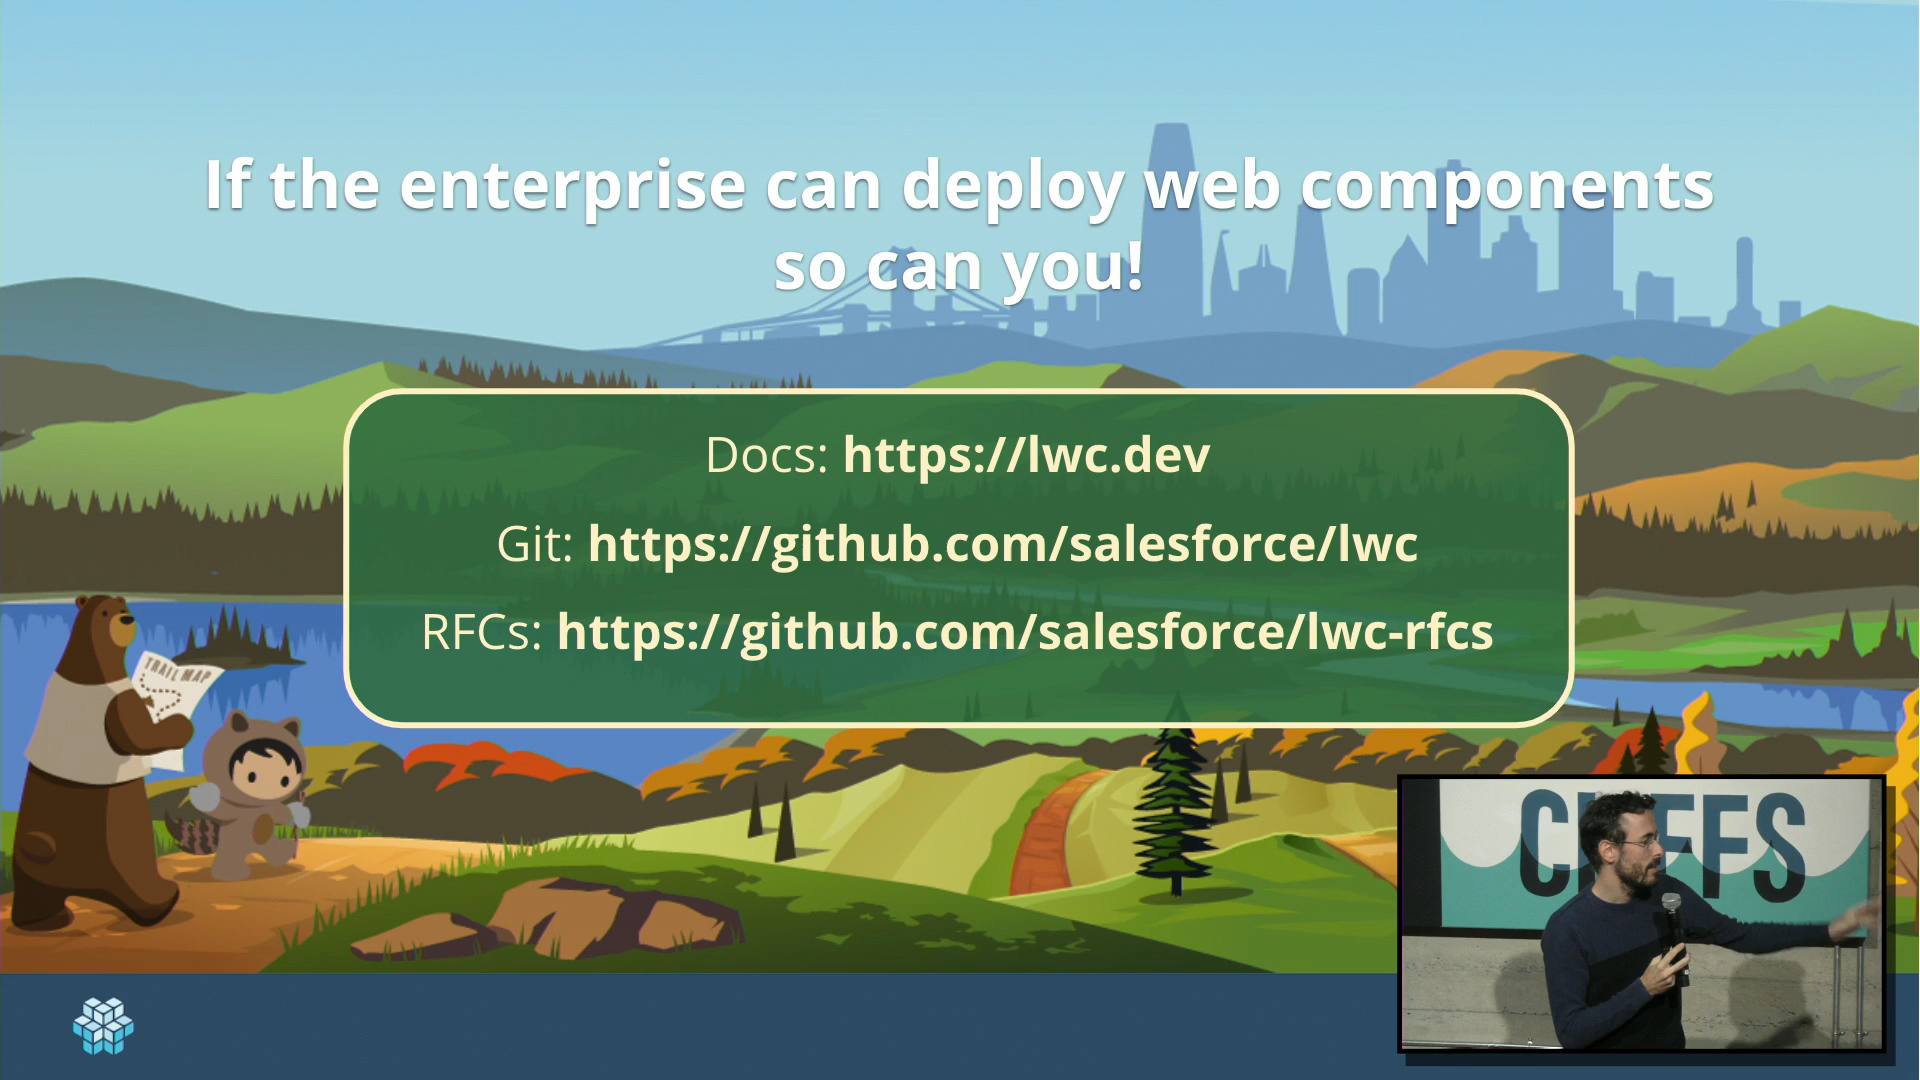 If the enterprise can deploy web components
so can you!
Docs: https://lwc.dev
Git: https://github.com/salesforce/lwc
RFCs: https://github.com/salesforce/lwc-rfcs
TRAIL MAP